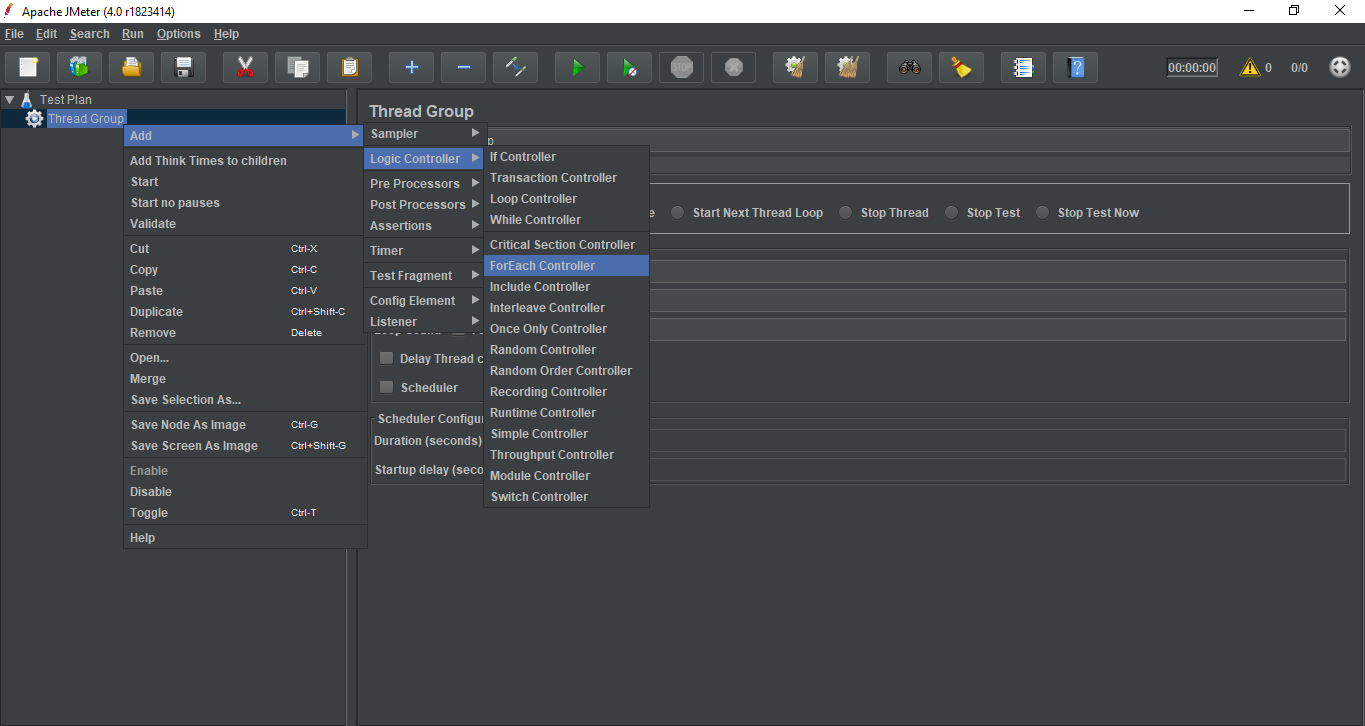 Apache JMeter (4.0 r1823414)
File Edit Search Run Options Help
STOP
00:00:00 0 0/0
Test Plan
Thread Group
Add
Add Think Times to children
Start
Start no pauses
Validate
Cut Ctrl-X
Copy Ctrl-C
Paste Ctrl-V
Duplicate Ctrl+Shift-C
Remove Delete
Open...
Merge
Save Selection As...
Save Node As Image Ctrl-G
Save Screen As Image Ctrl+Shift-G
Enable
Disable
Toggle Ctrl-T
Help
Thread Group
Sampler
Logic Controller
Pre Processors
Post Processors
Assertions
Timer
Test Fragment
Config Element
Listener
If Controller
Transaction Controller
Loop Controller
While Controller
Critical Section Controller
ForEach Controller
Include Controller
Interleave Controller
Once Only Controller
Random Controller
Random Order Controller
Recording Controller
Runtime Controller
Simple Controller
Throughput Controller
Module Controller
Switch Controller
Start Next Thread Loop Stop Thread Stop Test Stop Test Now
Delay Thread c
Scheduler
Scheduler Configu
Duration (seconds)
Startup delay (seco